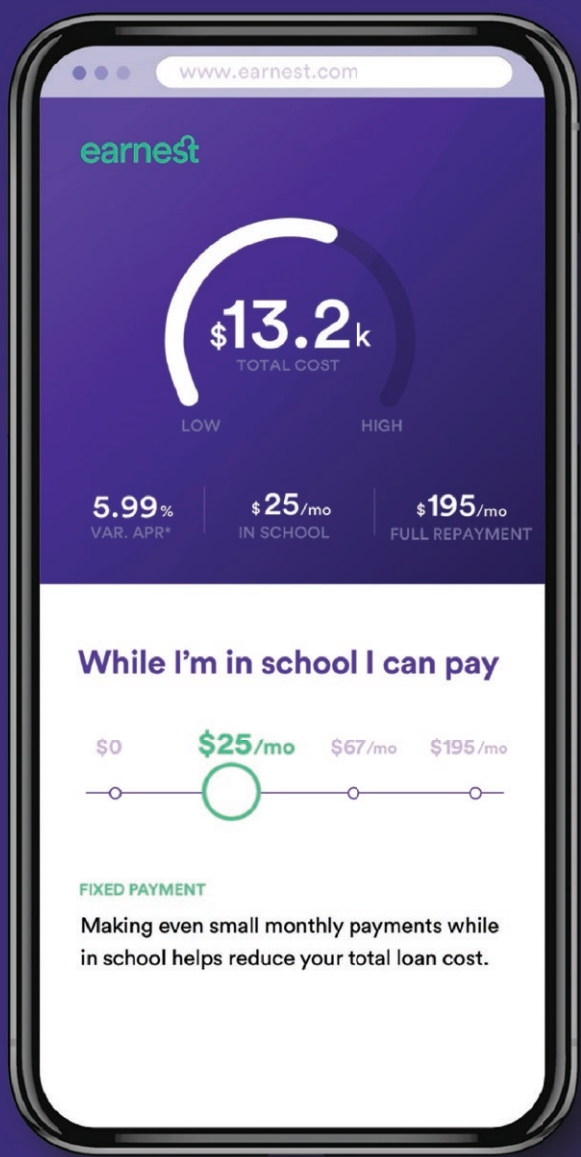 www.earnest.com
earnest
$13.2k
TOTAL COST
LOW HIGH
5.99% $25/mo $195/mo
VAR. APR* IN SCHOOL FULL REPAYMENT
While I'm in school I can pay
$0 $25/mo $67/mo $195/mo
FIXED PAYMENT
Making even small monthly payments while
in school helps reduce your total loan cost.